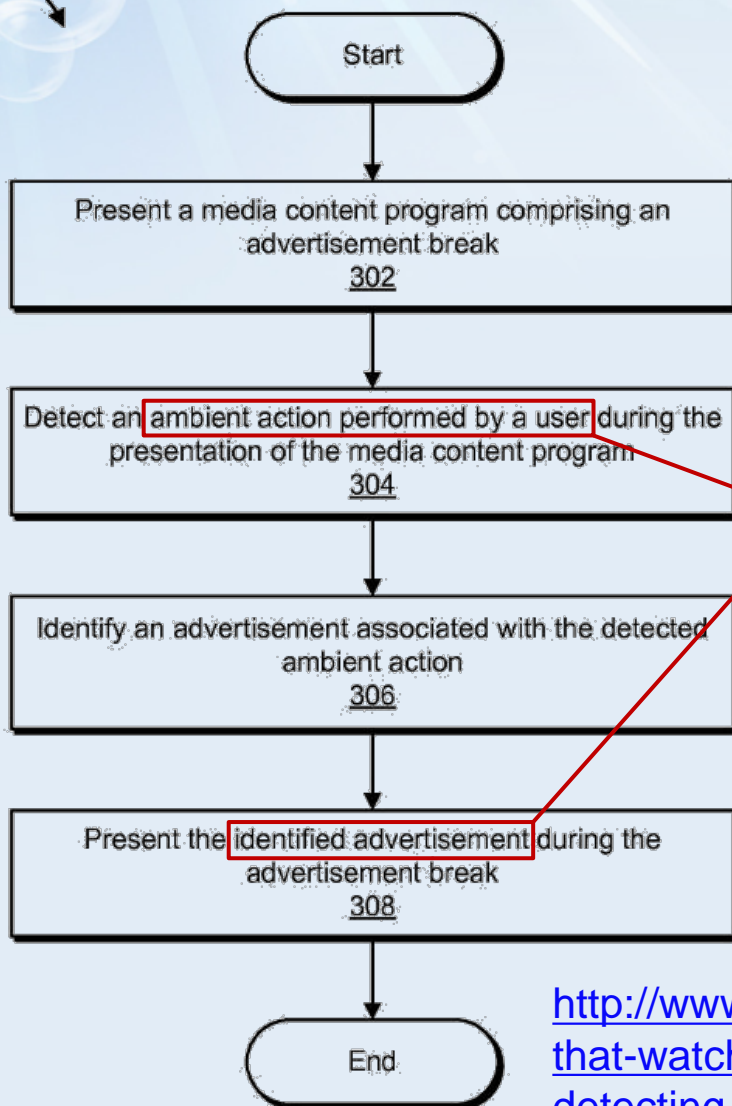 Start
Present a media content program comprising an
advertisement break
302
Detect an ambient action performed by a user during the
presentation of the media content program
304
Identify an advertisement associated with the detected
ambient action
306
Present the identified advertisement during the
advertisement break
308
End
http://www
that-watch
detecting